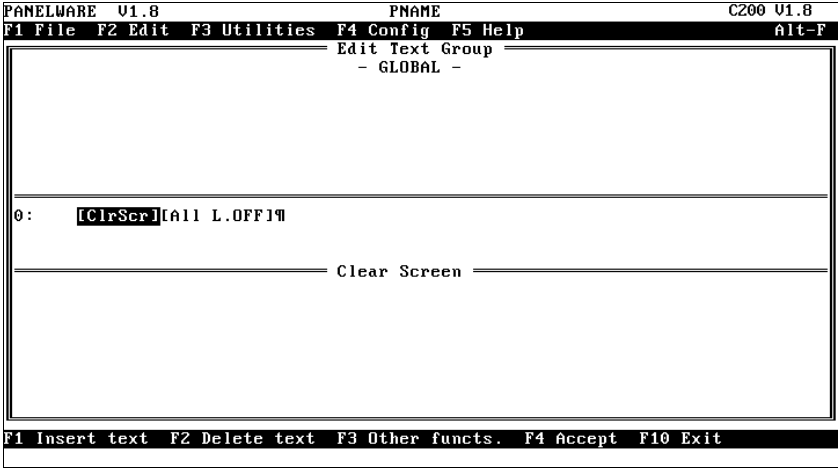 PANELWARE V1.8 PNAME C200 V1.8
F1 File F2 Edit F3 Utilities F4 Config F5 Help Alt-F
Edit Text Group
- GLOBAL -
0: [ClrScr][All L.OFF]¶
Clear Screen
F1 Insert text F2 Delete text F3 Other functs. F4 Accept F10 Exit